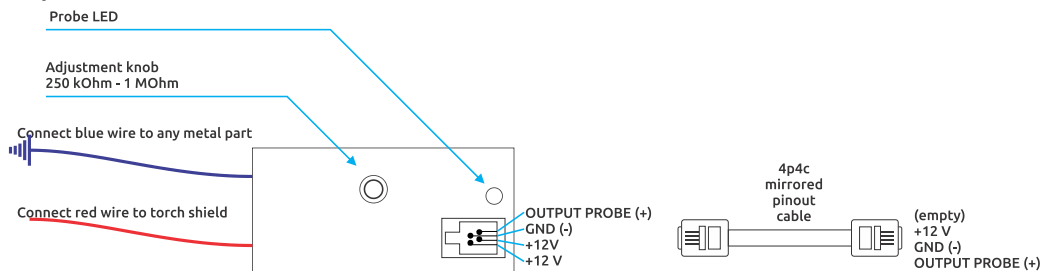 Probe LED
Adjustment knob
250 kOhm - 1 MOhm
Connect blue wire to any metal part
Connect red wire to torch shield
OUTPUT PROBE (+)
GND (-)
+12V
+12 V
4p4c
mirrored
pinout
cable
(empty)
+12 V
GND (-)
OUTPUT PROBE (+)